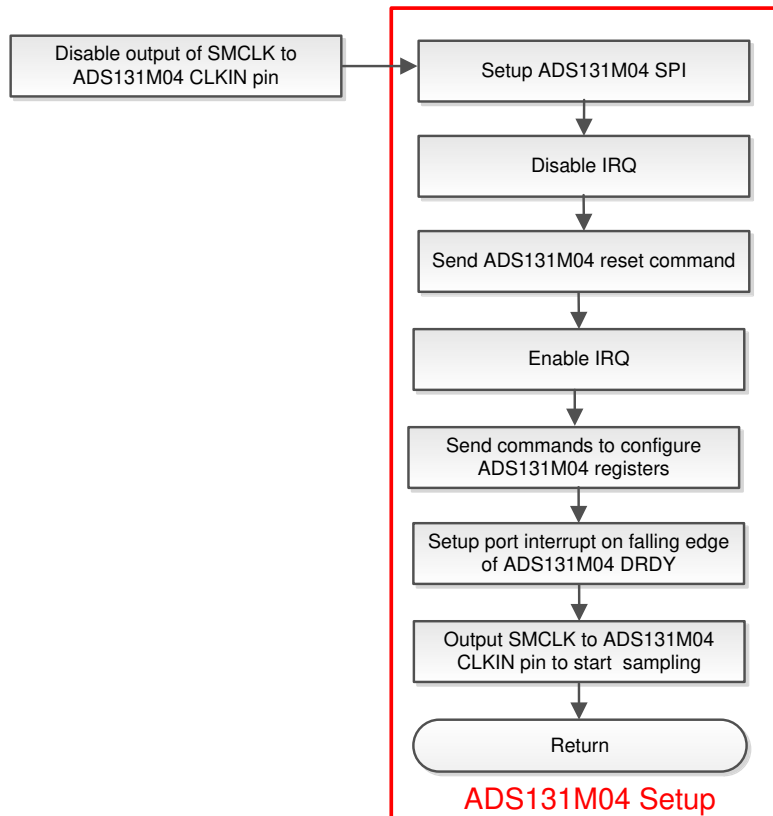 Disable output of SMCLK to
ADS131M04 CLKIN pin
Setup ADS131M04 SPI
Disable IRQ
Send ADS131M04 reset command
Enable IRQ
Send commands to configure
ADS131M04 registers
Setup port interrupt on falling edge
of ADS131M04 DRDY
Output SMCLK to ADS131M04
CLKIN pin to start sampling
Return
ADS131M04 Setup